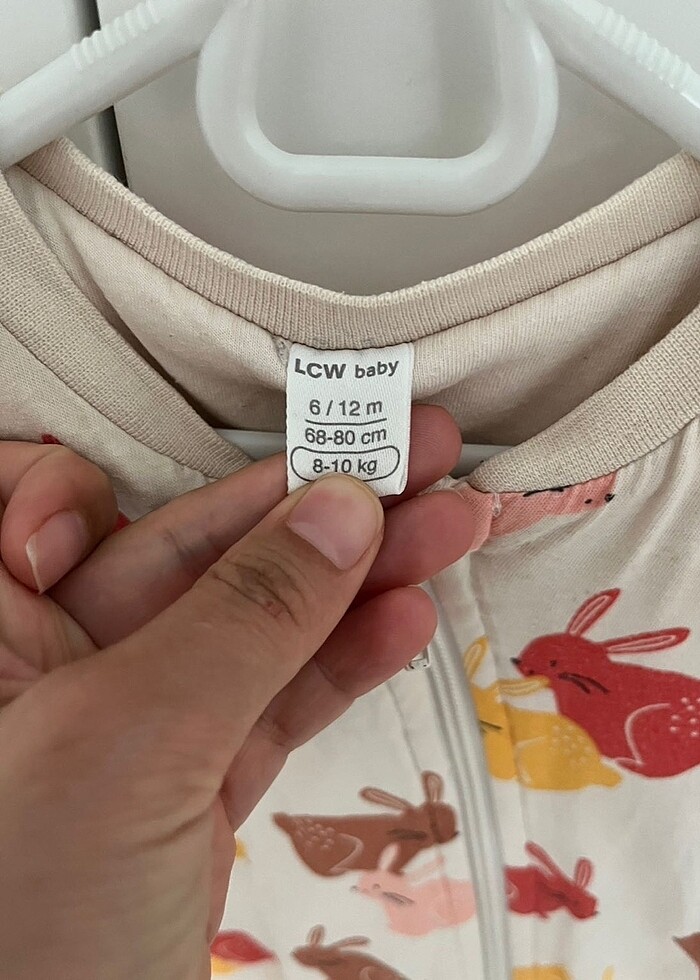 LCW baby
6 / 12 m
68-80 cm
8-10 kg